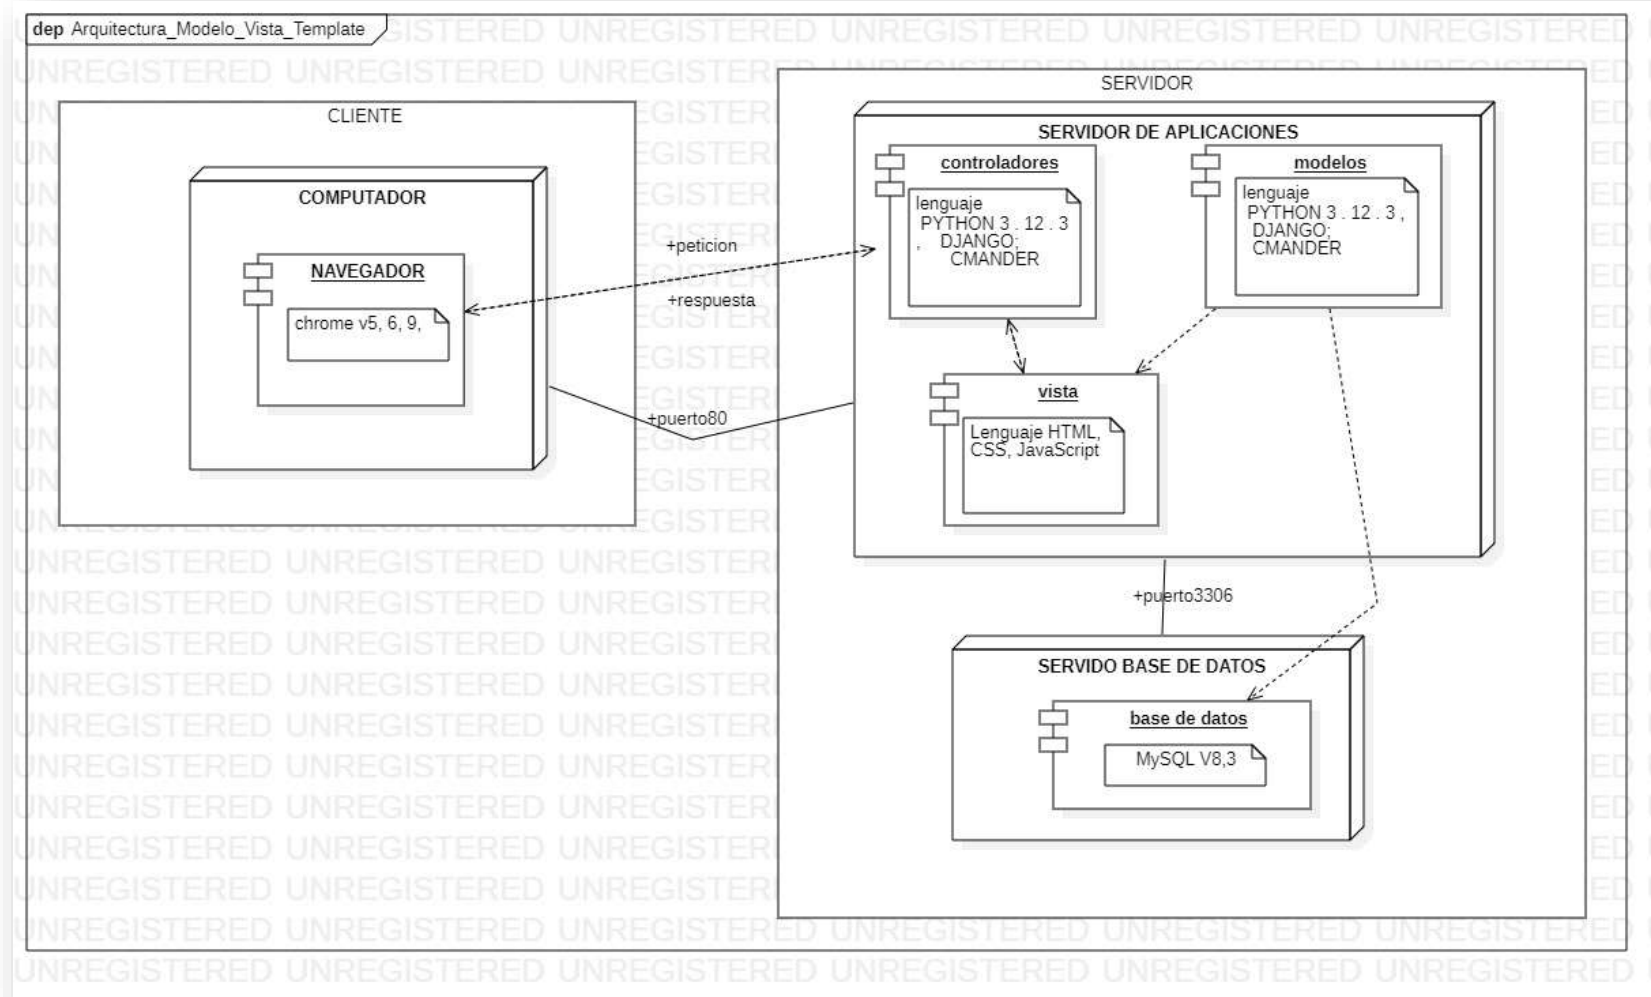 dep Arquitectura_Modelo_Vista_Template
CLIENTE
COMPUTADOR
NAVEGADOR
chrome v5, 6, 9,
+peticion
+respuesta
+puerto80
SERVIDOR
SERVIDOR DE APLICACIONES
controladores
lenguaje
PYTHON 3 . 12 . 3
, DJANGO;
CMANDER
modelos
lenguaje
PYTHON 3 . 12 . 3 ,
DJANGO;
CMANDER
vista
Lenguaje HTML,
CSS, JavaScript
+puerto3306
SERVIDO BASE DE DATOS
base de datos
MySQL V8,3
UNREGISTERED UNREGISTERED UNREGISTERED UNREGISTERED UNREGISTERED UNREGISTERED